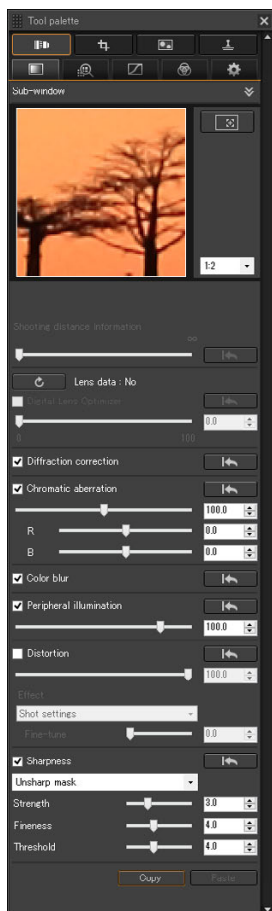 Tool palette
Sub-window
1:2
Shooting distance information
∞
Lens data : No
Digital Lens Optimizer
0.0
0 100
Diffraction correction
Chromatic aberration
100.0
R 0.0
B 0.0
Color blur
Peripheral illumination
100.0
Distortion
100.0
Effect
Shot settings
Fine-tune 0.0
Sharpness
Unsharp mask
Strength 3.0
Fineness 4.0
Threshold 4.0
Copy Paste